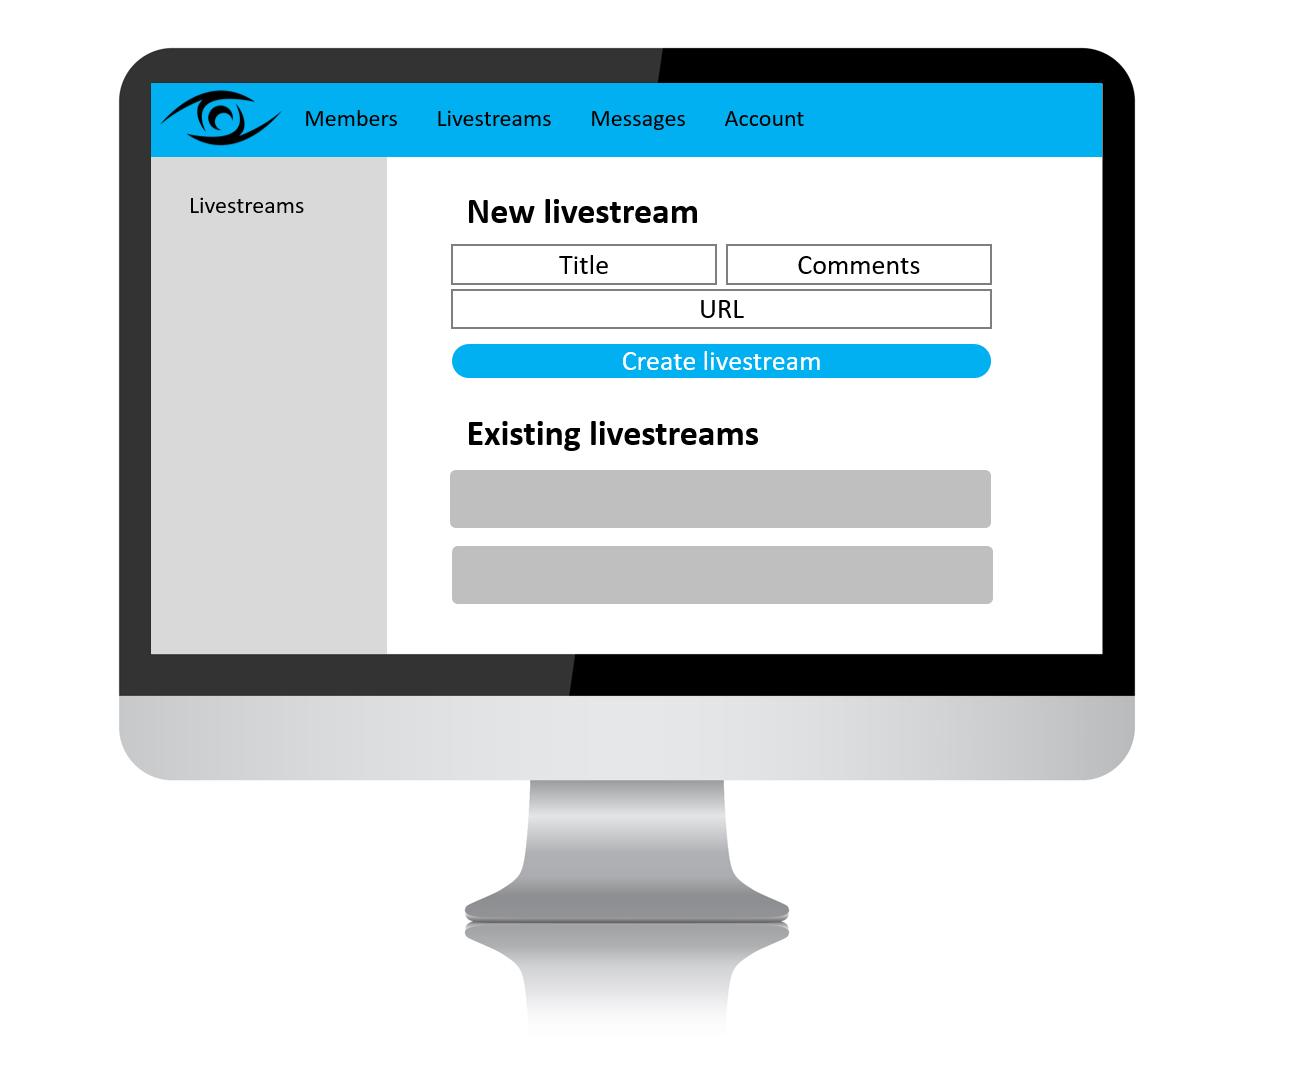 Members Livestreams Messages Account
Livestreams
New livestream
Title Comments
URL
Create livestream
Existing livestreams